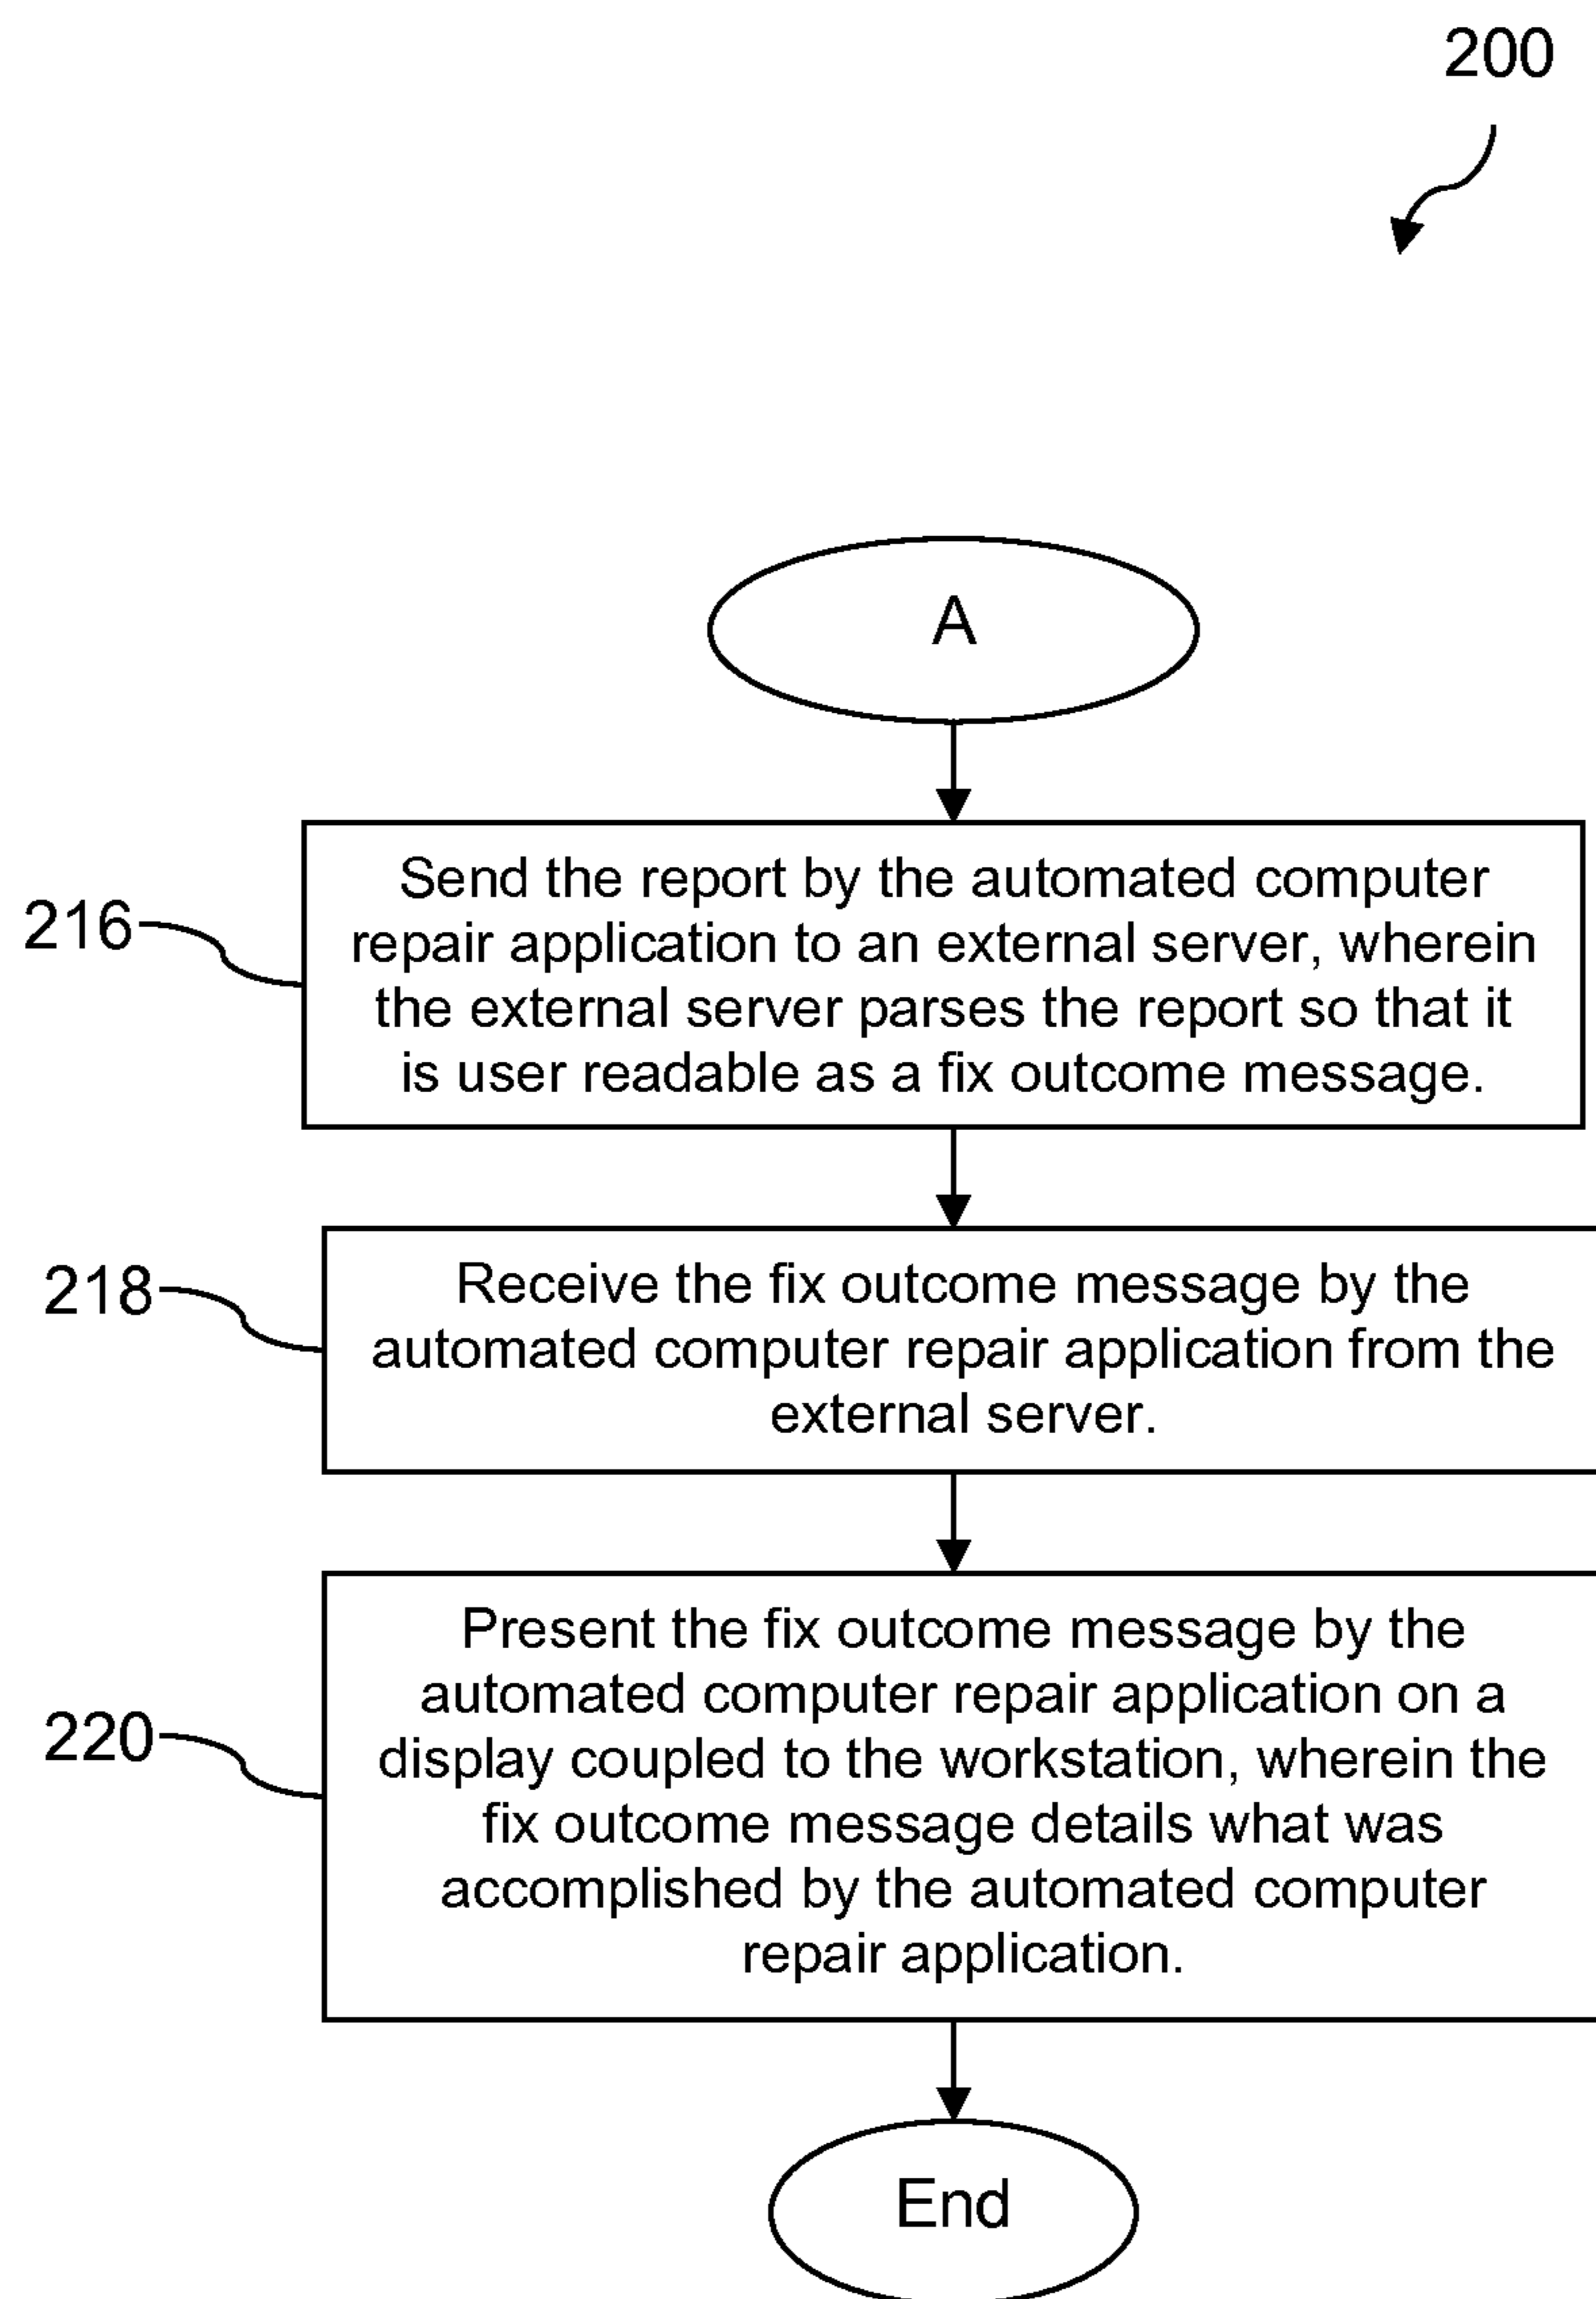 200
A
216
Send the report by the automated computer
repair application to an external server, wherein
the external server parses the report so that it
is user readable as a fix outcome message.
218
Receive the fix outcome message by the
automated computer repair application from the
external server.
220
Present the fix outcome message by the
automated computer repair application on a
display coupled to the workstation, wherein the
fix outcome message details what was
accomplished by the automated computer
repair application.
End